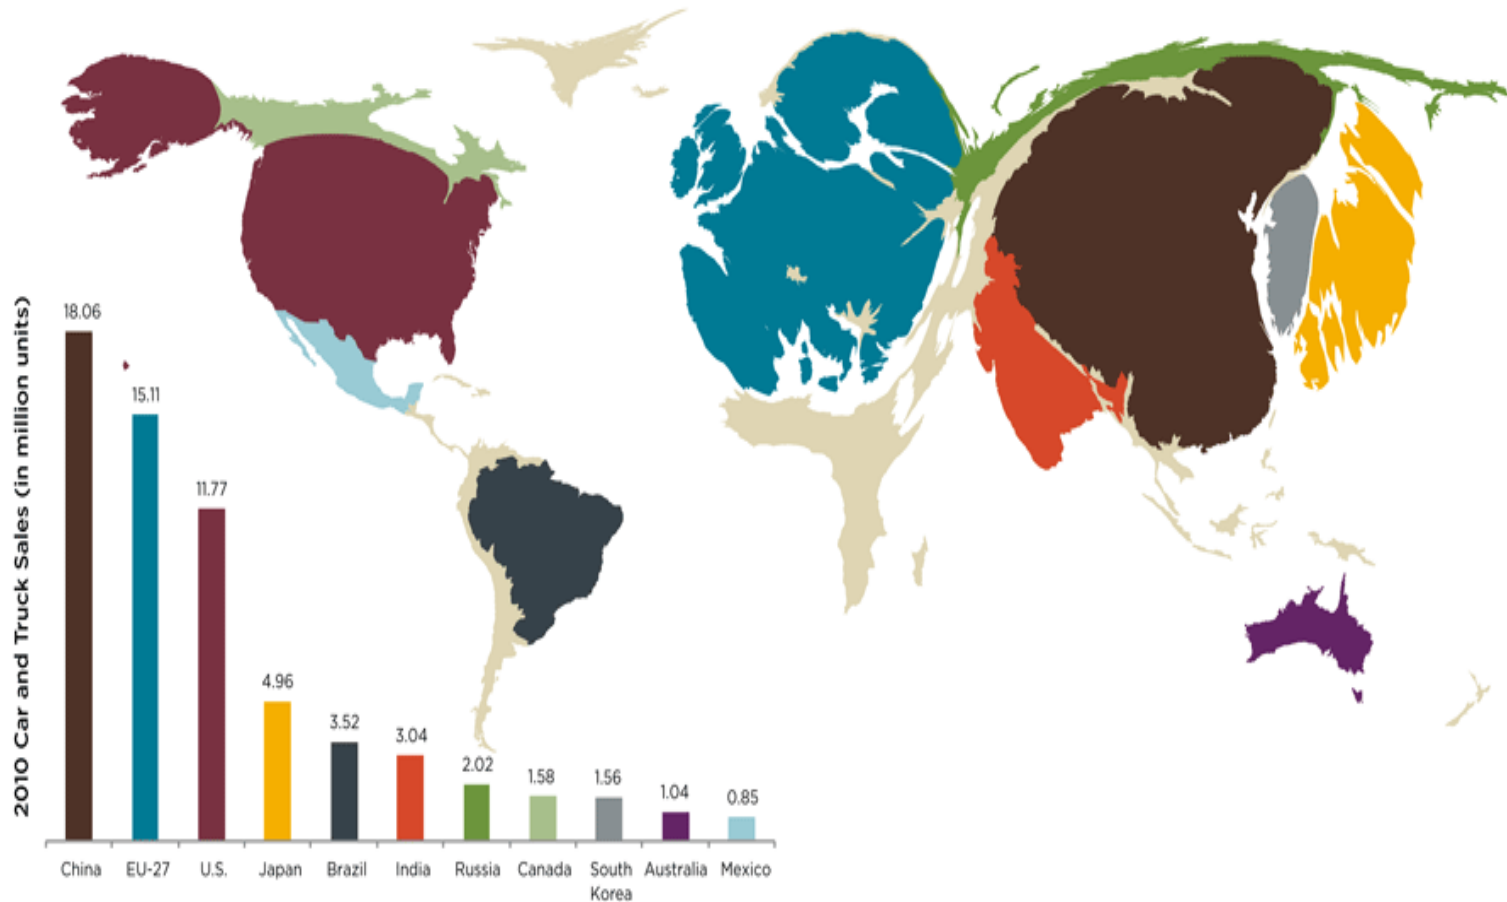 2010 Car and Truck Sales (in million units)
18.06
15.11
11.77
4.96
3.52
3.04
2.02
1.58
1.56
1.04
0.85
China
EU-27
U.S.
Japan
Brazil
India
Russia
Canada
South
Korea
Australia
Mexico